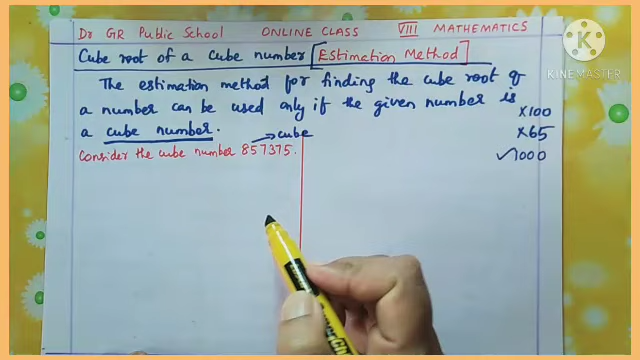 Dr GR Public School ONLINE CLASS VIII MATHEMATICS
Cube root of a cube number [Estimation Method]
The estimation method for finding the cube root of
a number can be used only if the given number is
a cube number.
×100
×65
✓1000
→cube
Consider the cube number 857375.
K
KINEMASTER